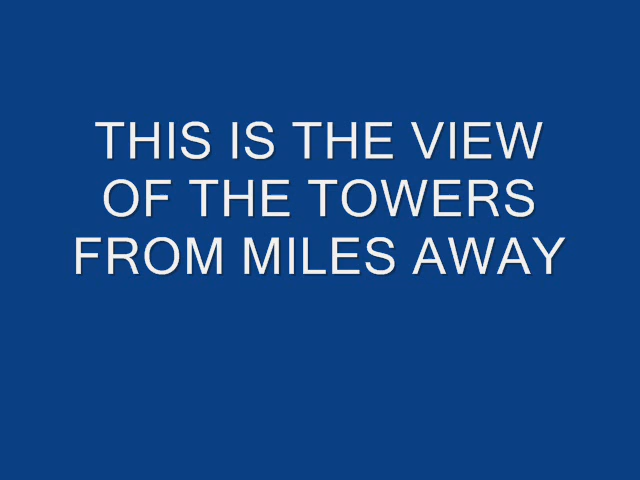 THIS IS THE VIEW
OF THE TOWERS
FROM MILES AWAY